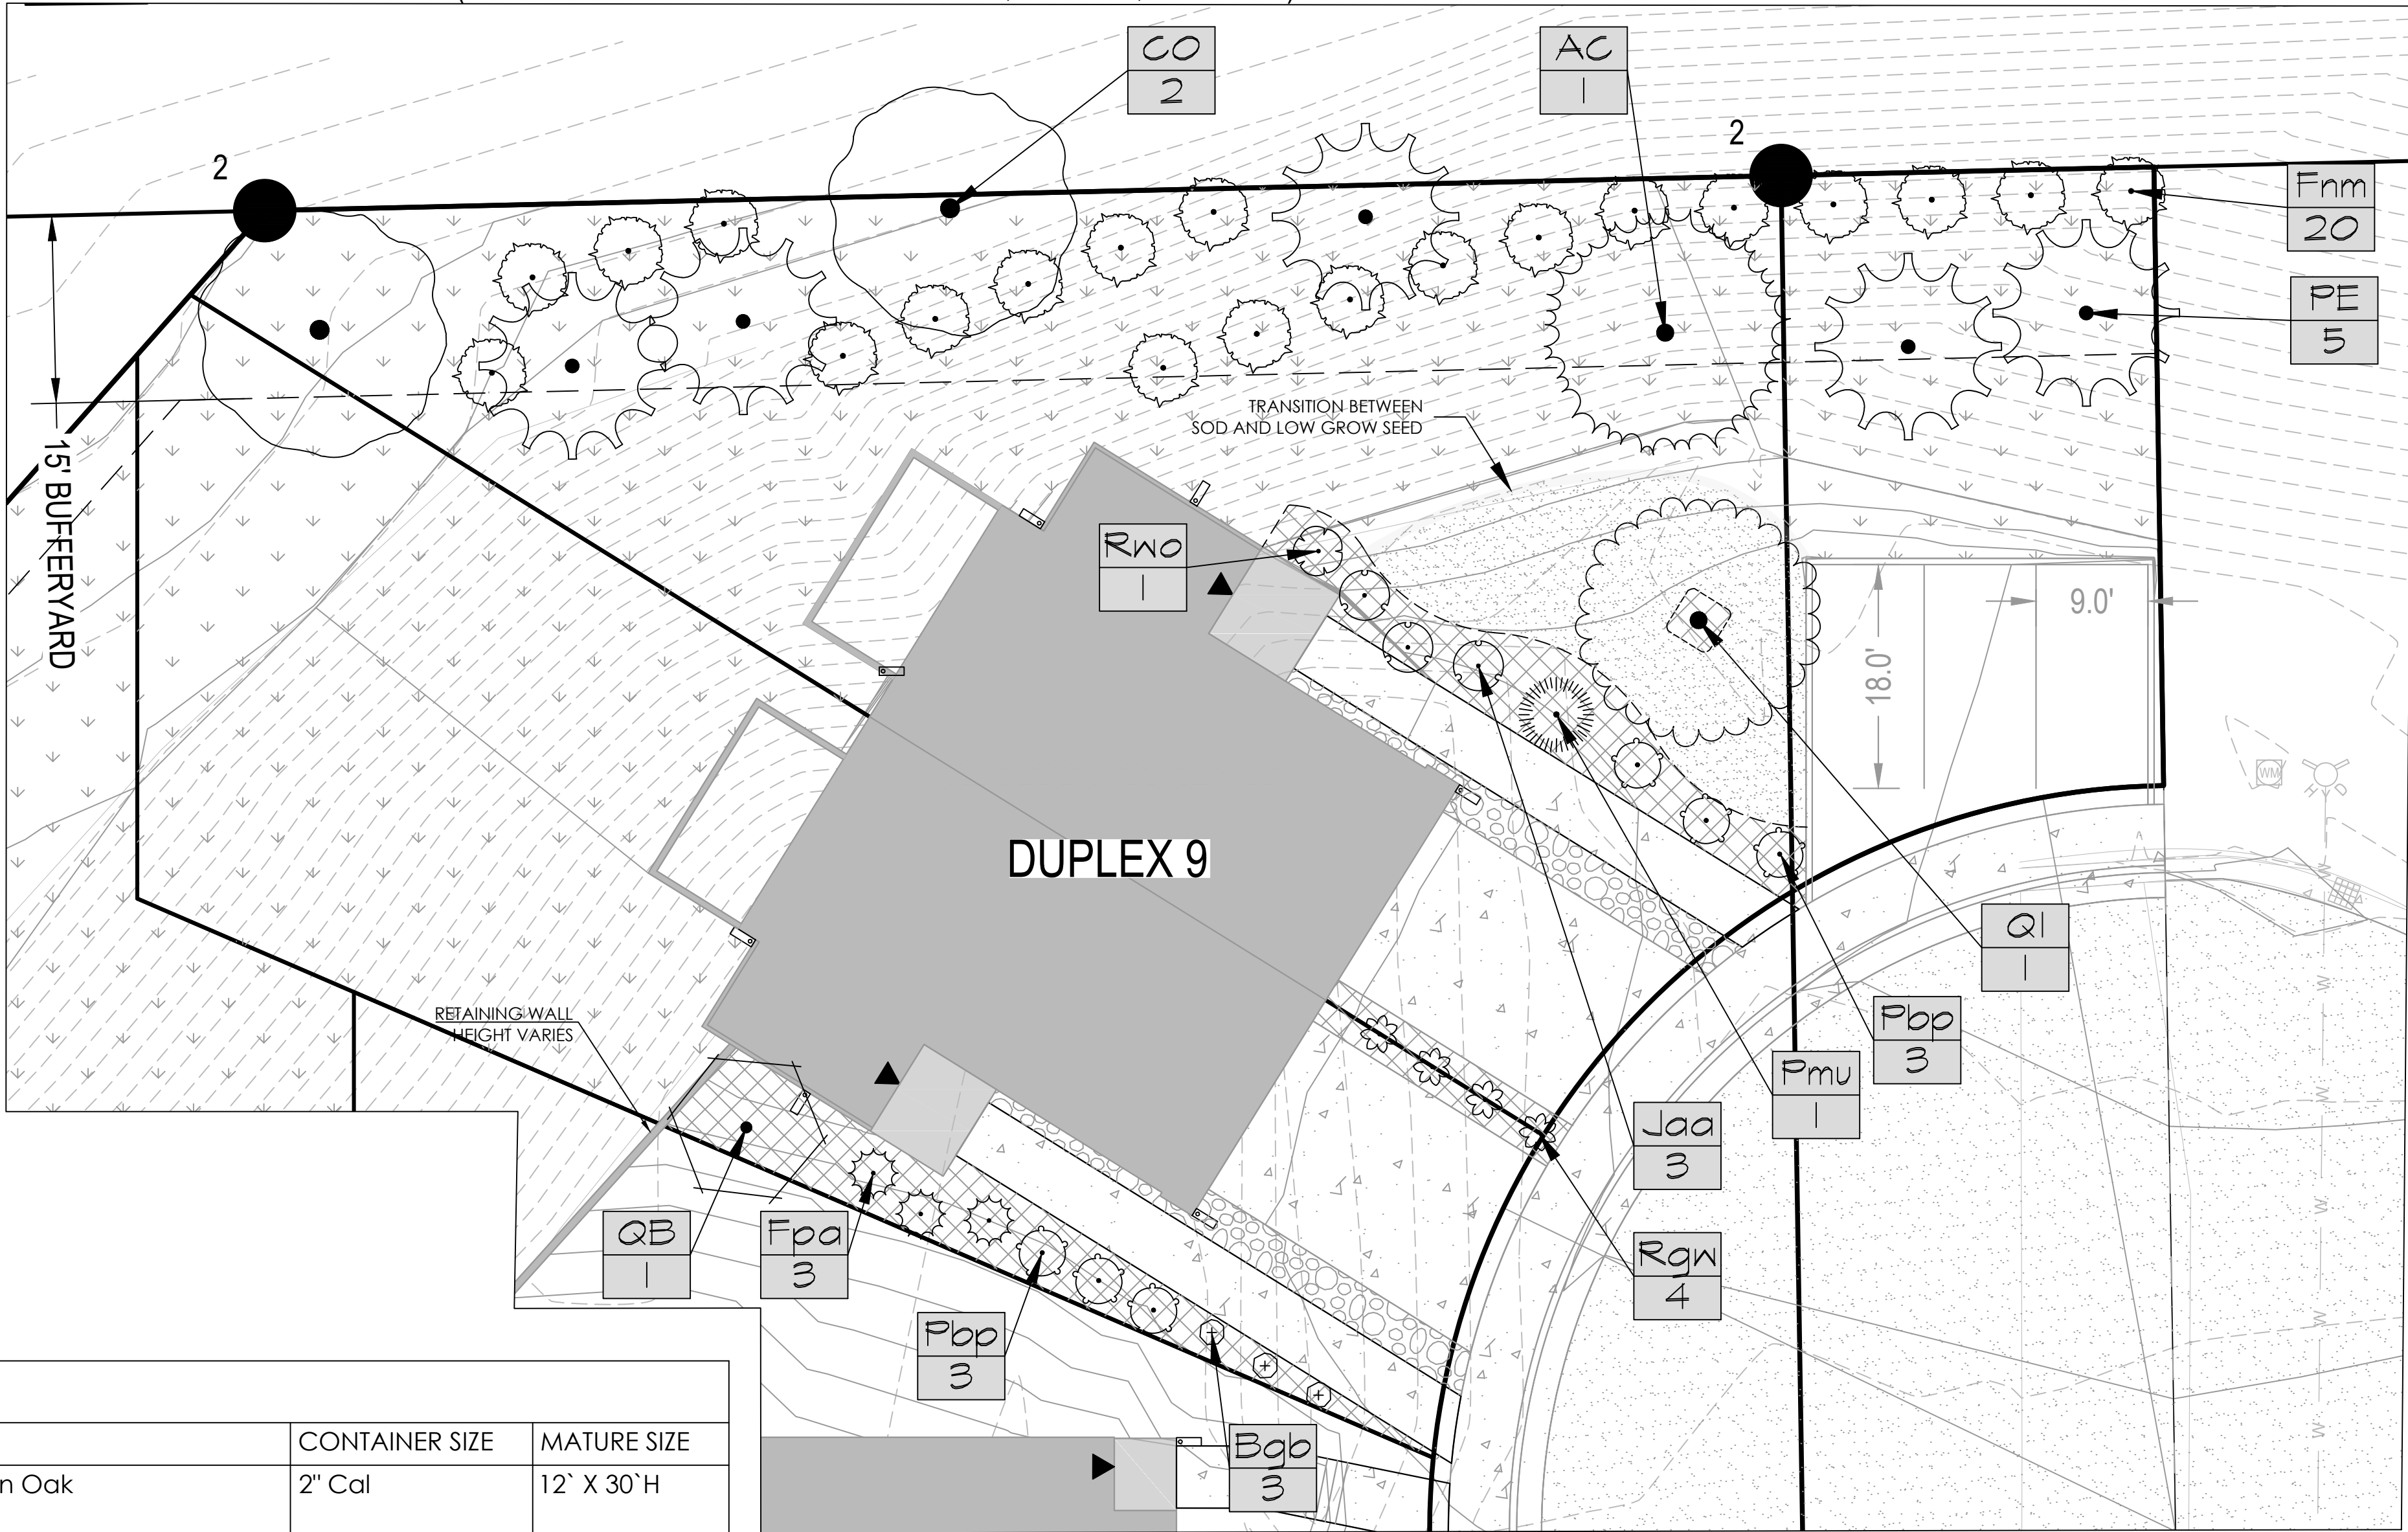 CO
2
AC
1
2
2
Fnm
20
PE
5
TRANSITION BETWEEN
SOD AND LOW GROW SEED
15' BUFFERYARD
Rwo
1
9.0'
18.0'
WM
DUPLEX 9
QI
1
Pbp
3
Pmu
1
Jaa
3
RETAINING WALL
HEIGHT VARIES
QB
1
Fpa
3
Rgw
4
Pbp
3
Bgb
3
W
W
W
W
W
CONTAINER SIZE
MATURE SIZE
n Oak
2" Cal
12` X 30`H